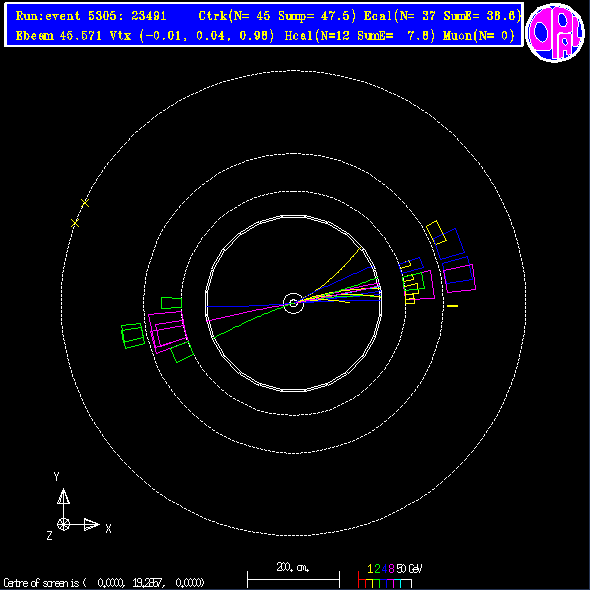 Run:event 5305: 23491 Ctrk(N= 45 Sump= 47.5) Ecal(N= 37 SumE= 38.6)
Ebeam 46.571 Vtx (-0.01, 0.04, 0.98) Hcal(N=12 SumE= 7.8) Muon(N= 0)
OPAL
Y
X
Z
200. cm.
1 2 4 8 50 GeV
Centre of screen is ( 0.0000, 19.2857, 0.0000)